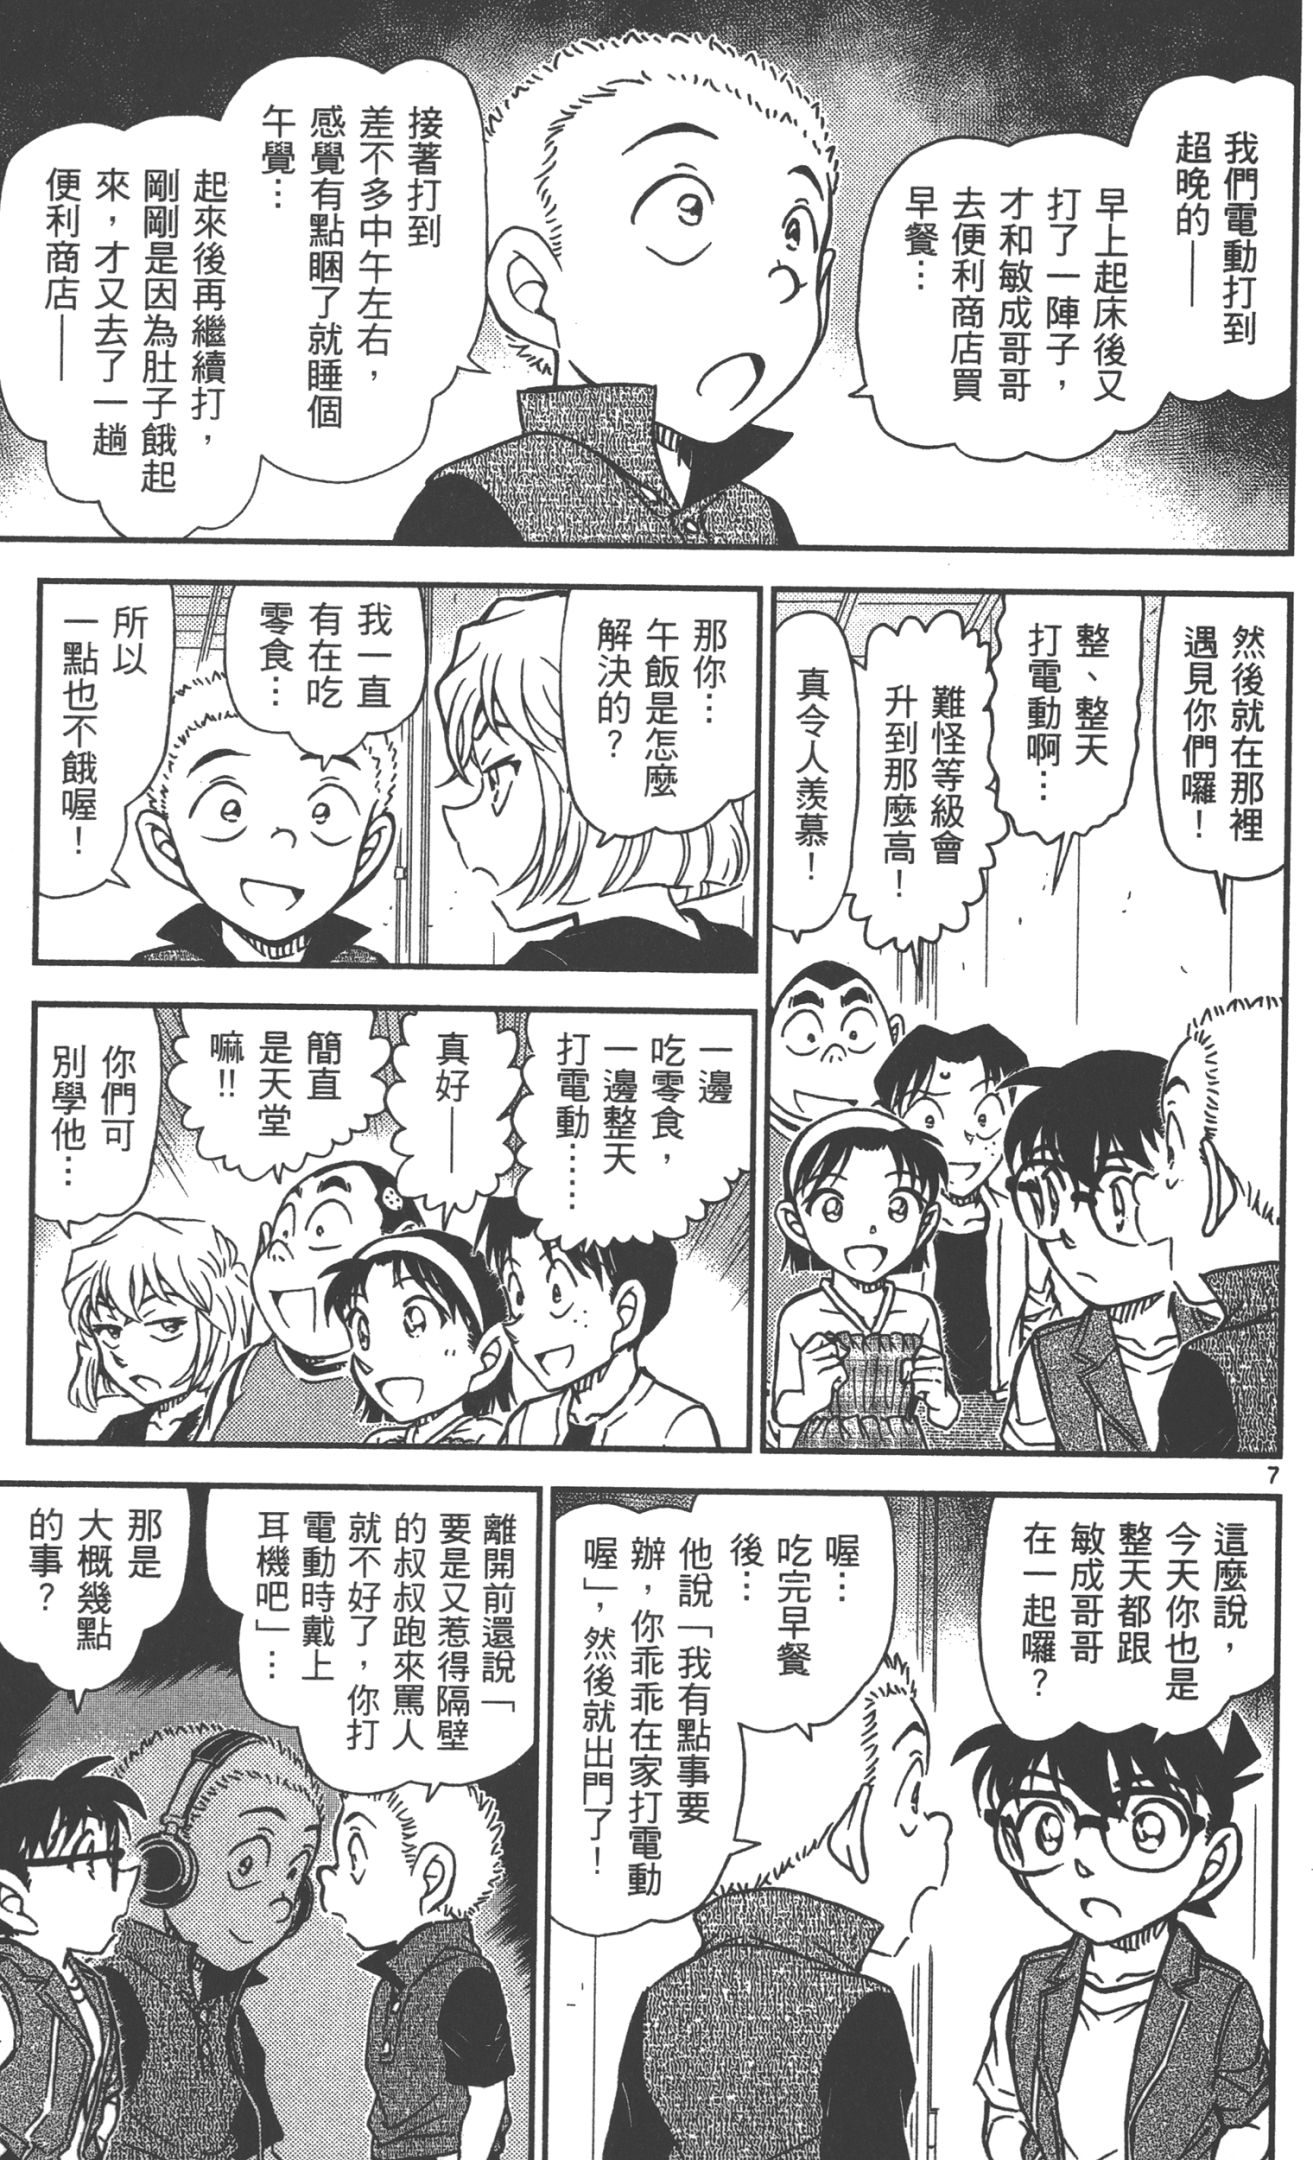 我們電動打到
超晚的——
早上起床後又
打了一陣子，
才和敏成哥哥
去便利商店買
早餐…
接著打到
差不多中午左右，
感覺有點睏了就睡個
午覺…
起來後再繼續打，
剛剛是因為肚子餓起
來，才又去了一趟
便利商店——
然後就在那裡
遇見你們囉！
整、整天
打電動啊…
難怪等級會
升到那麼高！
真令人羨慕！
那你…
午飯是怎麼
解決的？
我一直
有在吃
零食…
所以
一點也不餓喔！
一邊
吃零食，
一邊整天
打電動……
真好——
簡直
是天堂
嘛!!
你們可
別學他…
7
這麼說，
今天你也是
整天都跟
敏成哥哥
在一起囉？
喔…
吃完早餐
後…
他說「我有點事要
辦，你乖乖在家打電動
喔」，然後就出門了！
離開前還說「
要是又惹得隔壁
的叔叔跑來罵人
就不好了，你打
電動時戴上
耳機吧」…
那是
大概幾點
的事？